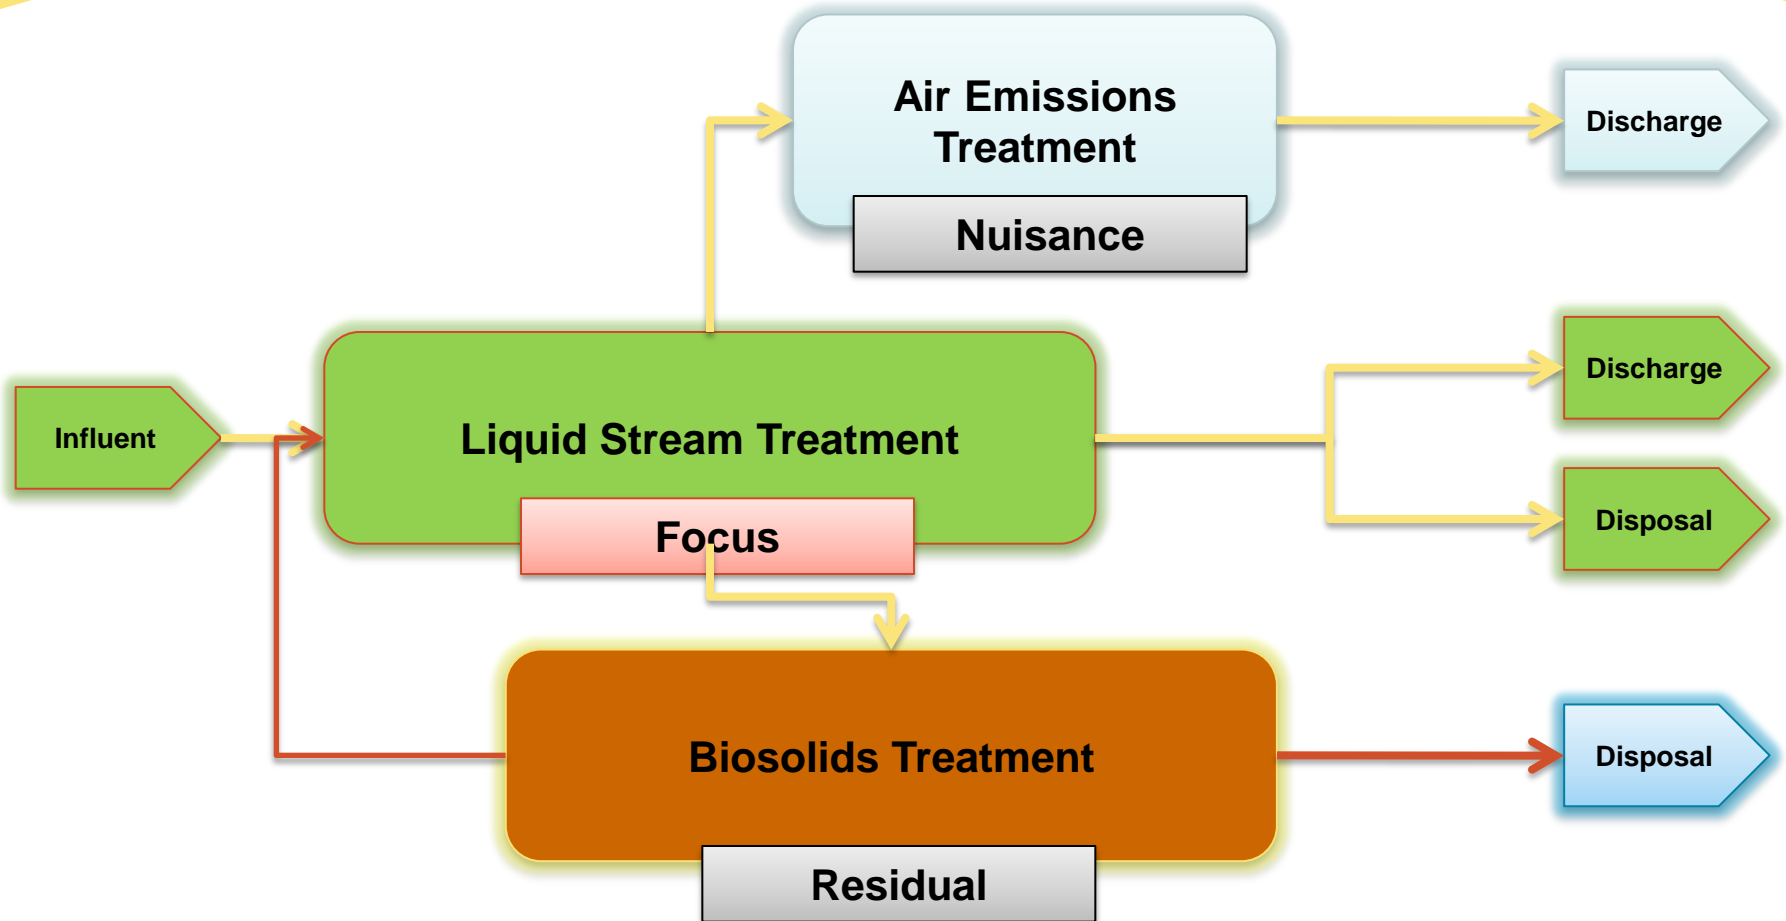 Air Emissions
Treatment
Discharge
Nuisance
Discharge
Influent
Liquid Stream Treatment
Disposal
Focus
Biosolids Treatment
Disposal
Residual